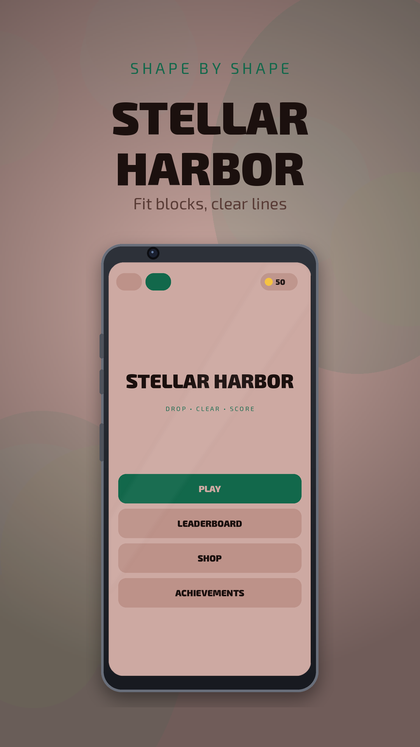 SHAPE BY SHAPE
STELLAR
HARBOR
Fit blocks, clear lines
50
STELLAR HARBOR
DROP • CLEAR • SCORE
PLAY
LEADERBOARD
SHOP
ACHIEVEMENTS